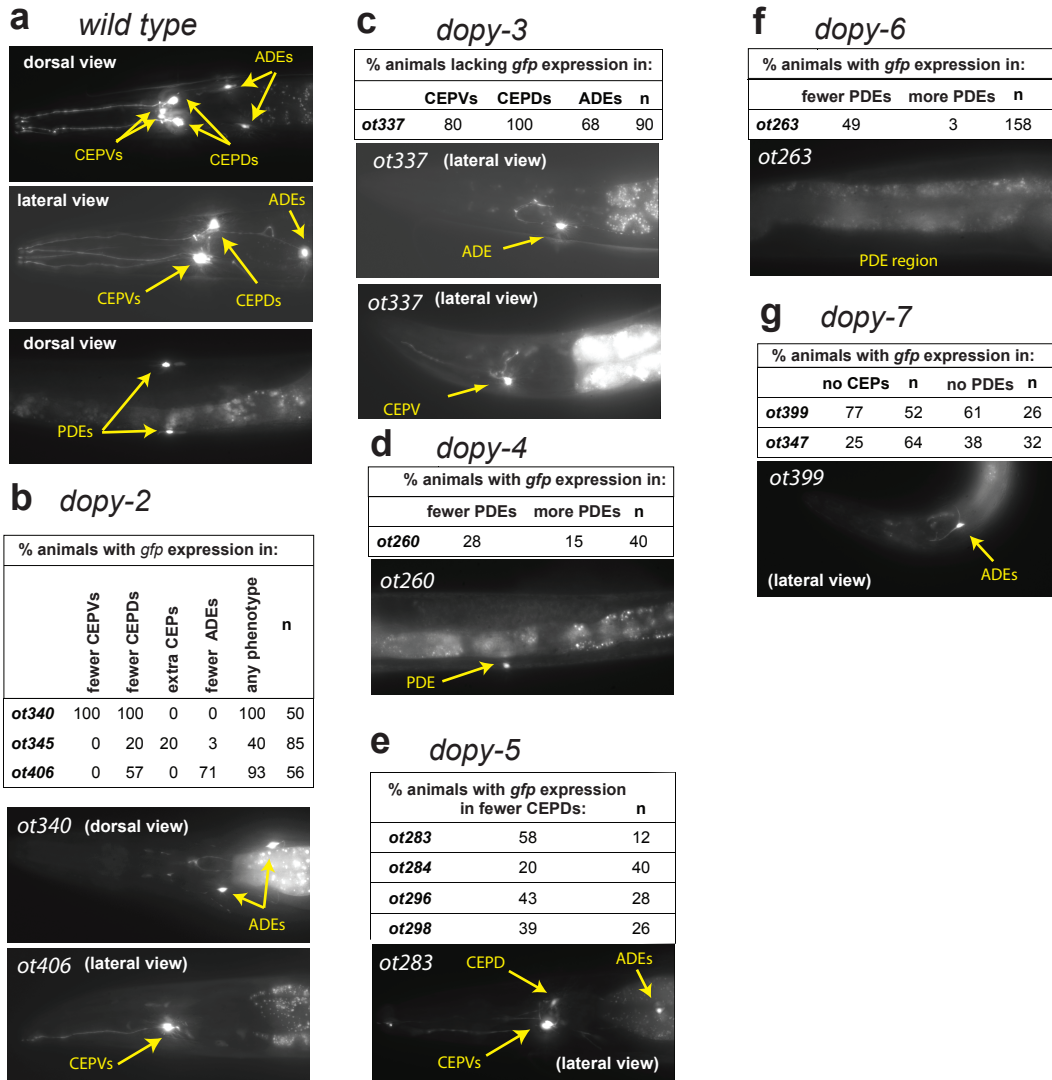 a wild type
dorsal view
ADEs
CEPVs CEPDs
lateral view
ADEs
CEPVs CEPDs
dorsal view
PDEs
b dopy-2
% animals with gfp expression in:
fewer CEPVs fewer CEPDs extra CEPs fewer ADEs any phenotype n
ot340 100 100 0 0 100 50
ot345 0 20 20 3 40 85
ot406 0 57 0 71 93 56
ot340 (dorsal view)
ADEs
ot406 (lateral view)
CEPVs
c dopy-3
% animals lacking gfp expression in:
CEPVs CEPDs ADEs n
ot337 80 100 68 90
ot337 (lateral view)
ADE
ot337 (lateral view)
CEPV
d dopy-4
% animals with gfp expression in:
fewer PDEs more PDEs n
ot260 28 15 40
ot260
PDE
e dopy-5
% animals with gfp expression
in fewer CEPDs: n
ot283 58 12
ot284 20 40
ot296 43 28
ot298 39 26
ot283 CEPD ADEs
CEPVs (lateral view)
f dopy-6
% animals with gfp expression in:
fewer PDEs more PDEs n
ot263 49 3 158
ot263
PDE region
g dopy-7
% animals with gfp expression in:
no CEPs n no PDEs n
ot399 77 52 61 26
ot347 25 64 38 32
ot399
ADEs
(lateral view)